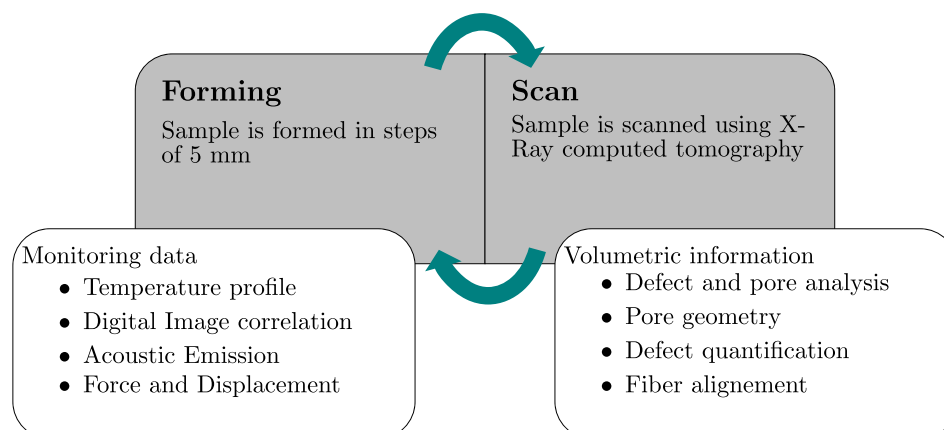 Forming
Sample is formed in steps
of 5 mm
Scan
Sample is scanned using X-
Ray computed tomography
Monitoring data
• Temperature profile
• Digital Image correlation
• Acoustic Emission
• Force and Displacement
Volumetric information
• Defect and pore analysis
• Pore geometry
• Defect quantification
• Fiber alignement